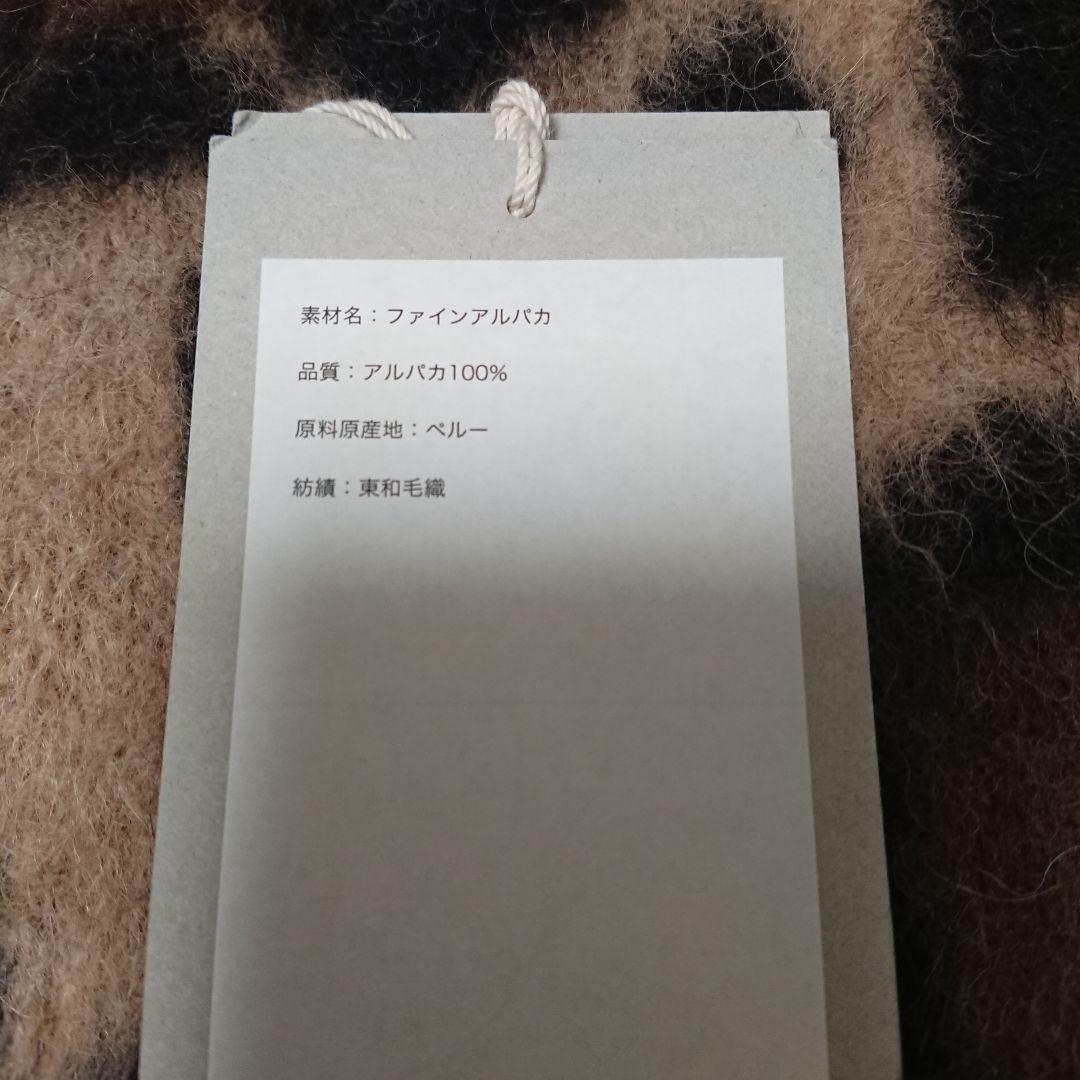 素材名：ファインアルパカ
品質：アルパカ100%
原料原産地：ペルー
紡績：東和毛織